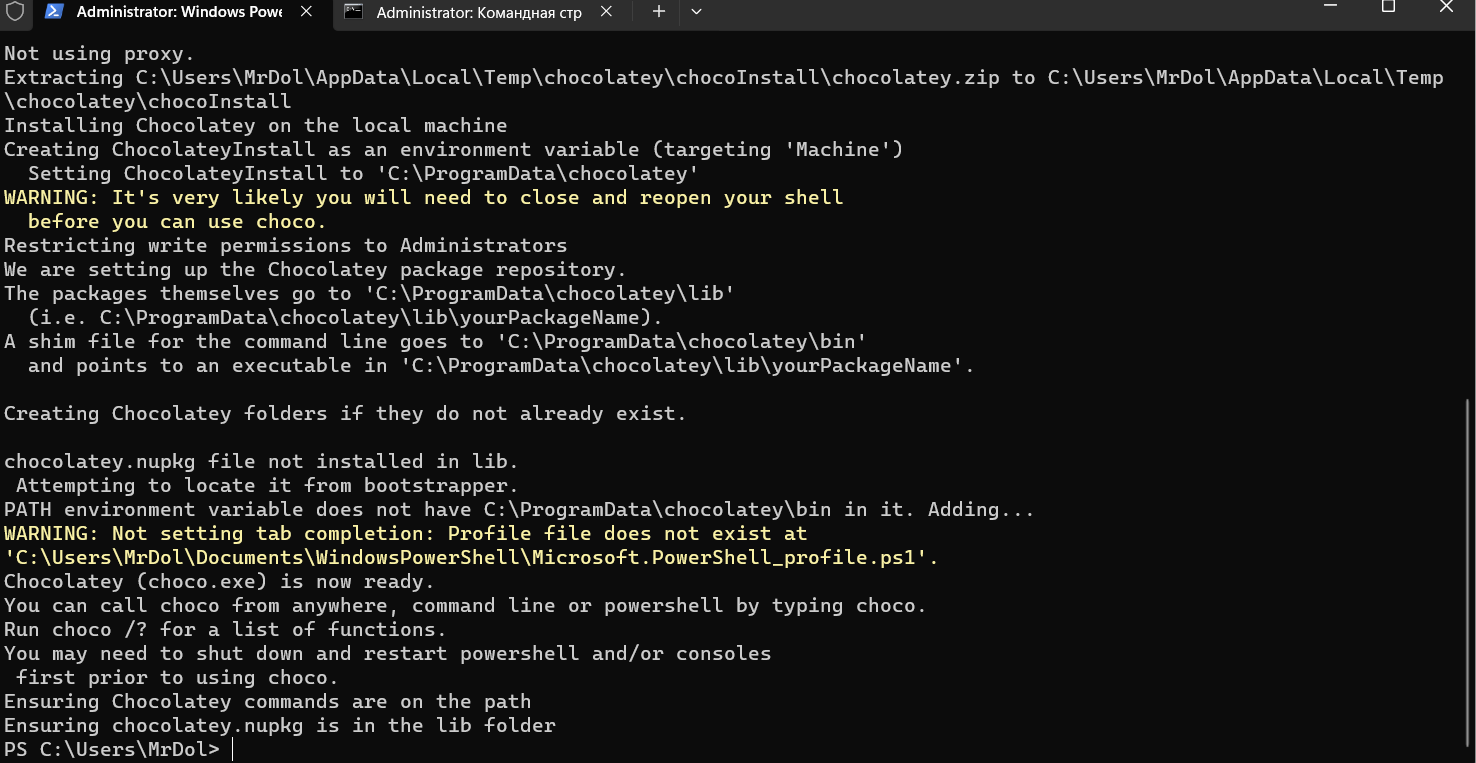 Administrator: Windows Powe
Administrator: Командная стр
Not using proxy.
Extracting C:\Users\MrDol\AppData\Local\Temp\chocolatey\chocoInstall\chocolatey.zip to C:\Users\MrDol\AppData\Local\Temp
\chocolatey\chocoInstall
Installing Chocolatey on the local machine
Creating ChocolateyInstall as an environment variable (targeting 'Machine')
  Setting ChocolateyInstall to 'C:\ProgramData\chocolatey'
WARNING: It's very likely you will need to close and reopen your shell
  before you can use choco.
Restricting write permissions to Administrators
We are setting up the Chocolatey package repository.
The packages themselves go to 'C:\ProgramData\chocolatey\lib'
  (i.e. C:\ProgramData\chocolatey\lib\yourPackageName).
A shim file for the command line goes to 'C:\ProgramData\chocolatey\bin'
  and points to an executable in 'C:\ProgramData\chocolatey\lib\yourPackageName'.
Creating Chocolatey folders if they do not already exist.
chocolatey.nupkg file not installed in lib.
 Attempting to locate it from bootstrapper.
PATH environment variable does not have C:\ProgramData\chocolatey\bin in it. Adding...
WARNING: Not setting tab completion: Profile file does not exist at
'C:\Users\MrDol\Documents\WindowsPowerShell\Microsoft.PowerShell_profile.ps1'.
Chocolatey (choco.exe) is now ready.
You can call choco from anywhere, command line or powershell by typing choco.
Run choco /? for a list of functions.
You may need to shut down and restart powershell and/or consoles
 first prior to using choco.
Ensuring Chocolatey commands are on the path
Ensuring chocolatey.nupkg is in the lib folder
PS C:\Users\MrDol>